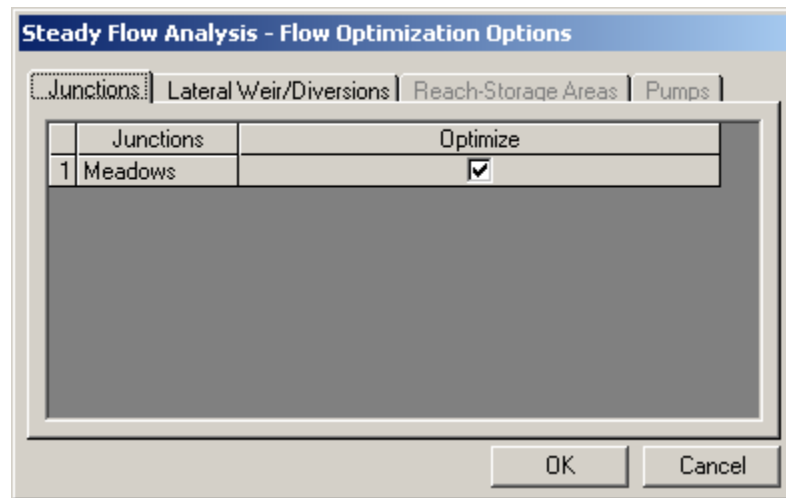 Steady Flow Analysis - Flow Optimization Options
Junctions Lateral Weir/Diversions Reach-Storage Areas Pumps
Junctions Optimize
1 Meadows
OK Cancel